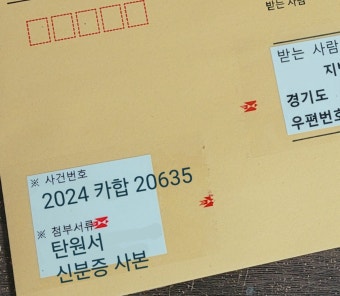 받는 사람
받는 사람
경기도
우편번호
※ 사건번호
2024 카합 20635
※ 첨부서류
탄원서
신분증 사본